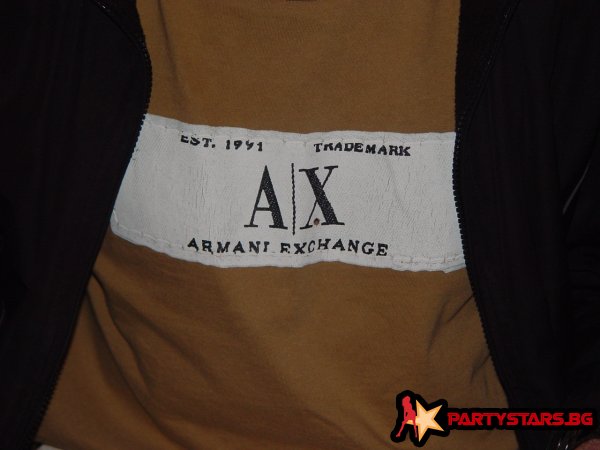 EST. 1991 TRADEMARK
A|X
ARMANI EXCHANGE
PARTYSTARS.BG